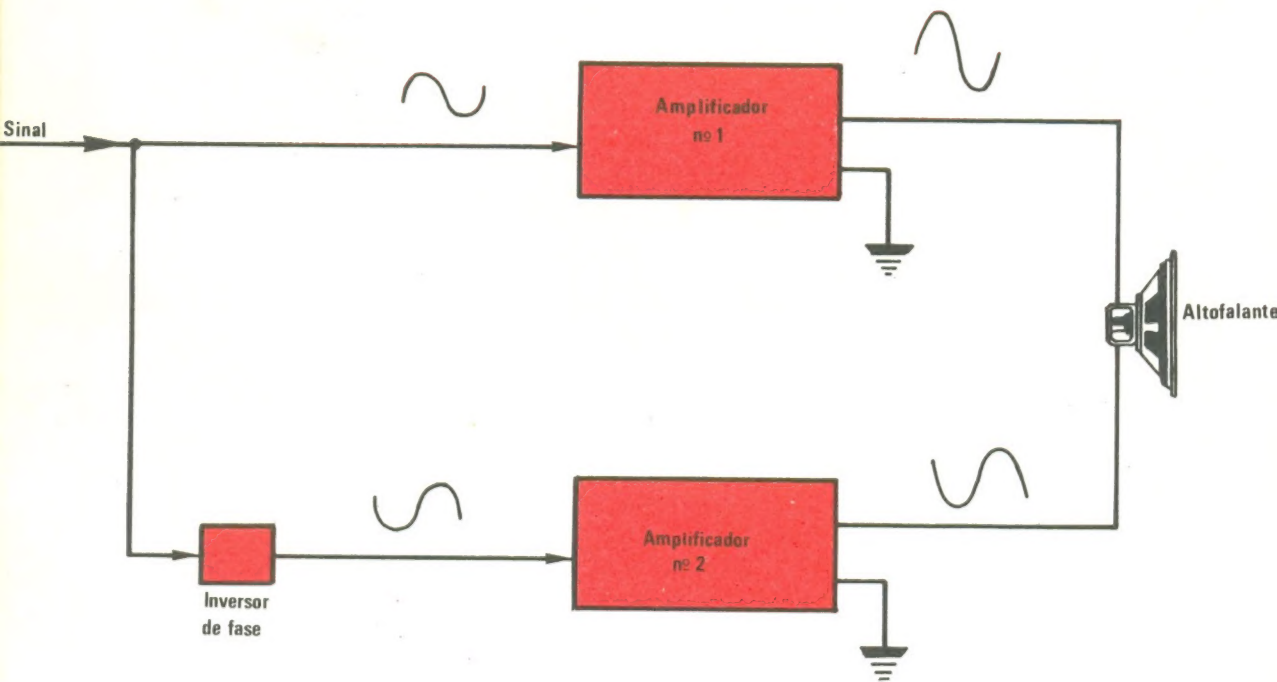 Sinal
Amplificador
nº 1
Altofalante
Amplificador
nº 2
Inversor
de fase